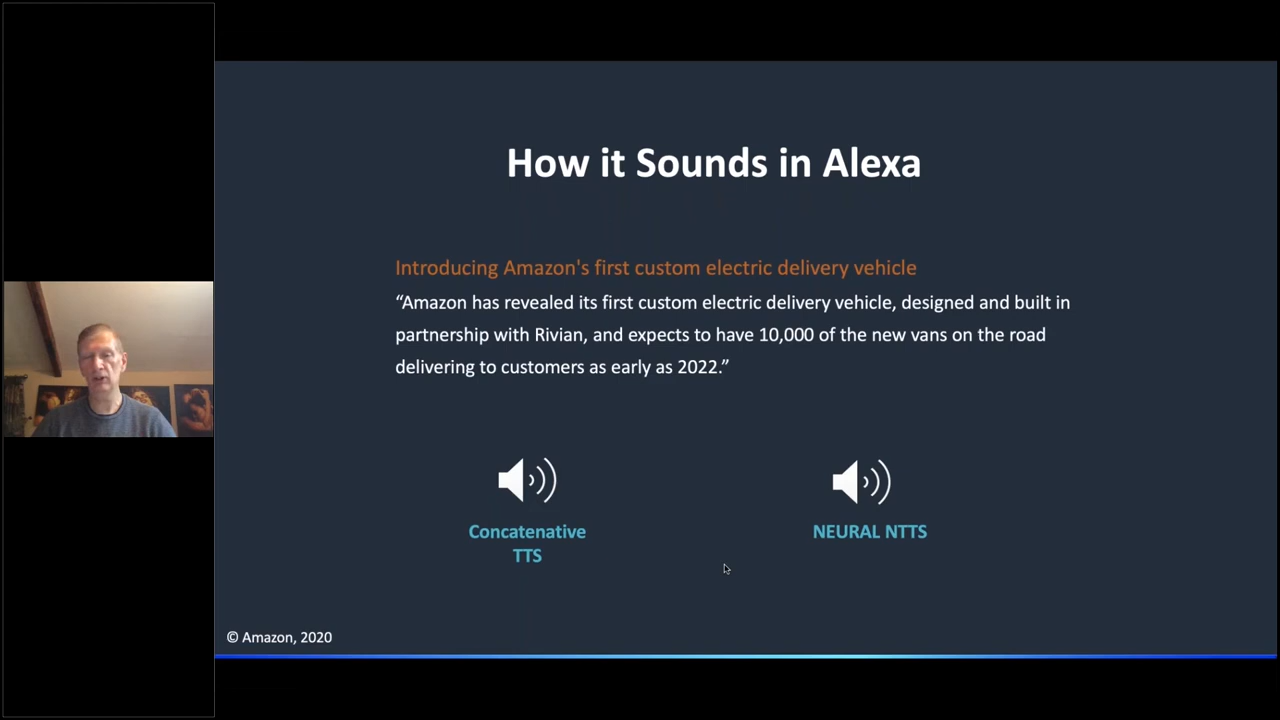 How it Sounds in Alexa
Introducing Amazon's first custom electric delivery vehicle
“Amazon has revealed its first custom electric delivery vehicle, designed and built in
partnership with Rivian, and expects to have 10,000 of the new vans on the road
delivering to customers as early as 2022.”
Concatenative
TTS
NEURAL NTTS
© Amazon, 2020